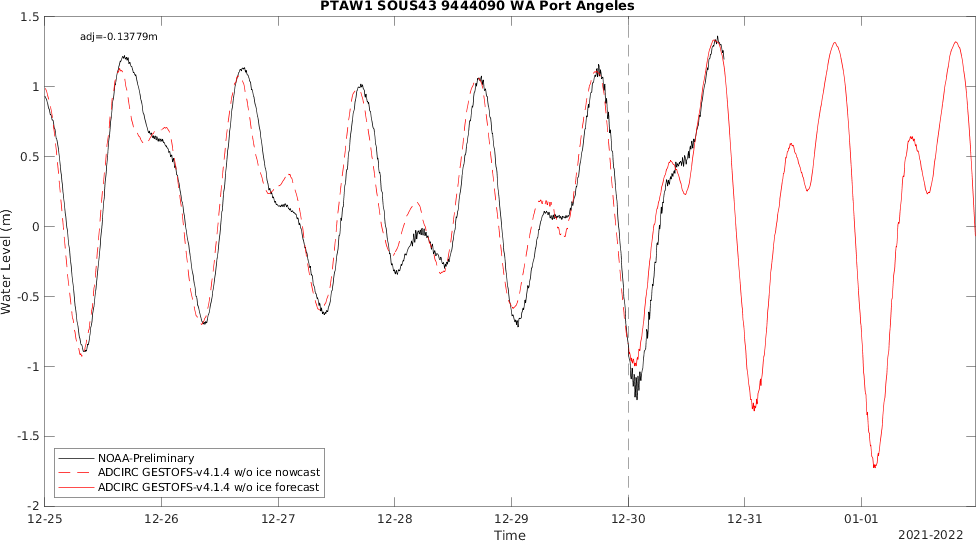 PTAW1 SOUS43 9444090 WA Port Angeles
adj=-0.13779m
1.5
1
0.5
0
-0.5
-1
-1.5
-2
Water Level (m)
NOAA-Preliminary
ADCIRC GESTOFS-v4.1.4 w/o ice nowcast
ADCIRC GESTOFS-v4.1.4 w/o ice forecast
12-25 12-26 12-27 12-28 12-29 12-30 12-31 01-01
Time
2021-2022